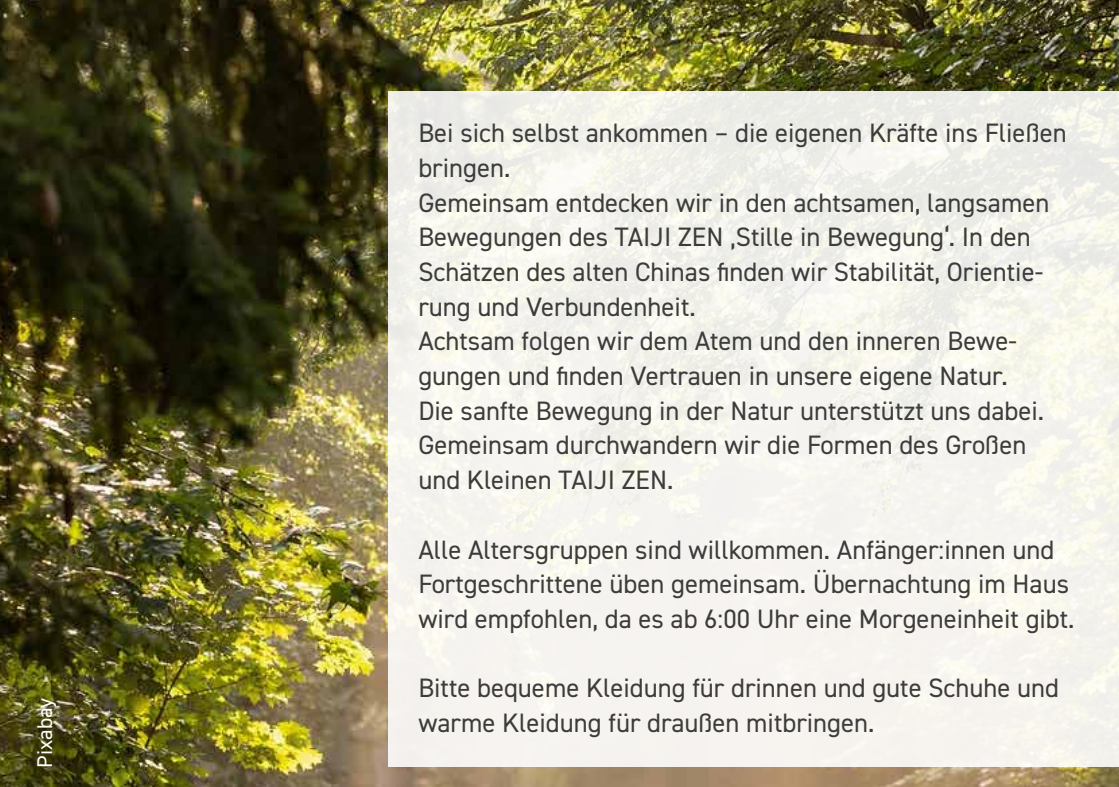 Bei sich selbst ankommen – die eigenen Kräfte ins Fließen
bringen.
Gemeinsam entdecken wir in den achtsamen, langsamen
Bewegungen des TAIJI ZEN ‚Stille in Bewegung‘. In den
Schätzen des alten Chinas finden wir Stabilität, Orientie-
rung und Verbundenheit.
Achtsam folgen wir dem Atem und den inneren Bewe-
gungen und finden Vertrauen in unsere eigene Natur.
Die sanfte Bewegung in der Natur unterstützt uns dabei.
Gemeinsam durchwandern wir die Formen des Großen
und Kleinen TAIJI ZEN.
Alle Altersgruppen sind willkommen. Anfänger:innen und
Fortgeschrittene üben gemeinsam. Übernachtung im Haus
wird empfohlen, da es ab 6:00 Uhr eine Morgeneinheit gibt.
Bitte bequeme Kleidung für drinnen und gute Schuhe und
warme Kleidung für draußen mitbringen.
Pixabay